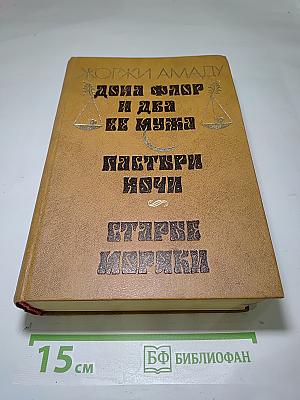 ЖОРЖИ АМАДУ
ДОНА ФЛОР
И ДВА
ЕЕ МУЖА
ПАСТЫРИ
НОЧИ
СТАРЫЕ
МОРЯКИ
15 см
БФ БИБЛИОФАН